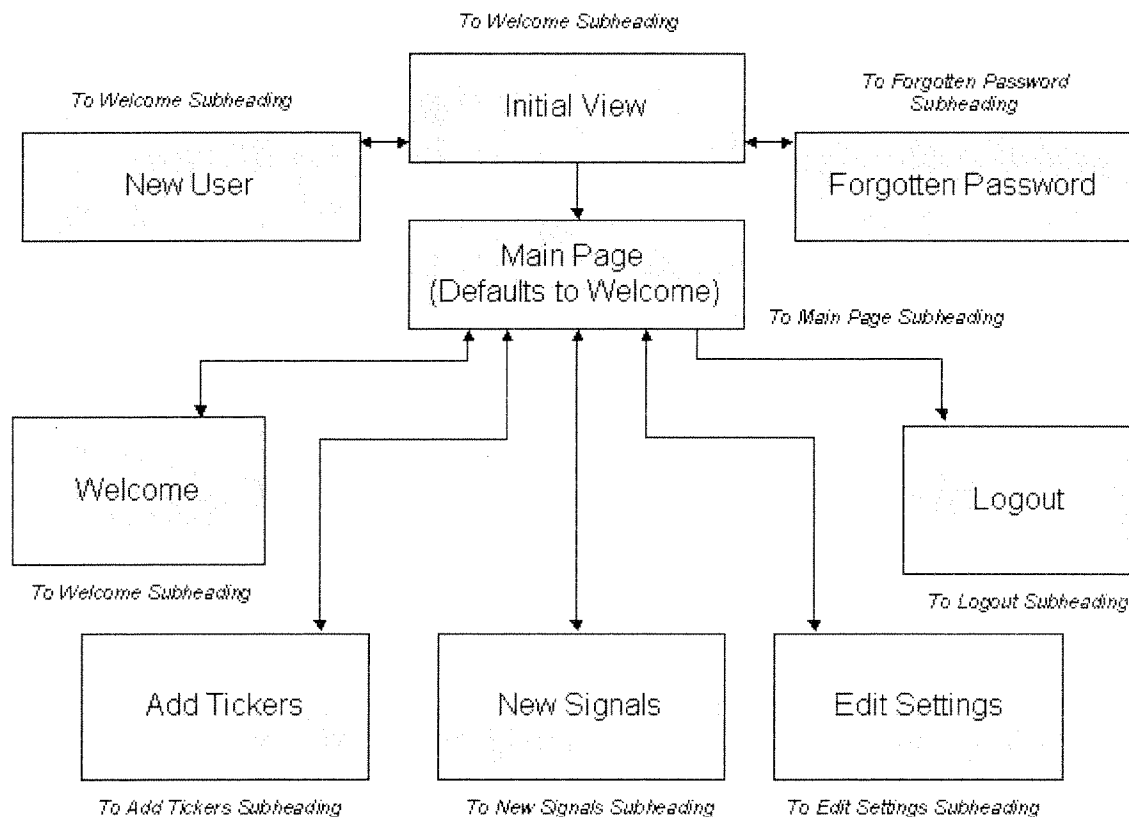 To Welcome Subheading
To Welcome Subheading
Initial View
To Forgotten Password
Subheading
New User
Forgotten Password
Main Page
(Defaults to Welcome)
To Main Page Subheading
Welcome
Logout
To Welcome Subheading
To Logout Subheading
Add Tickers
New Signals
Edit Settings
To Add Tickers Subheading
To New Signals Subheading
To Edit Settings Subheading